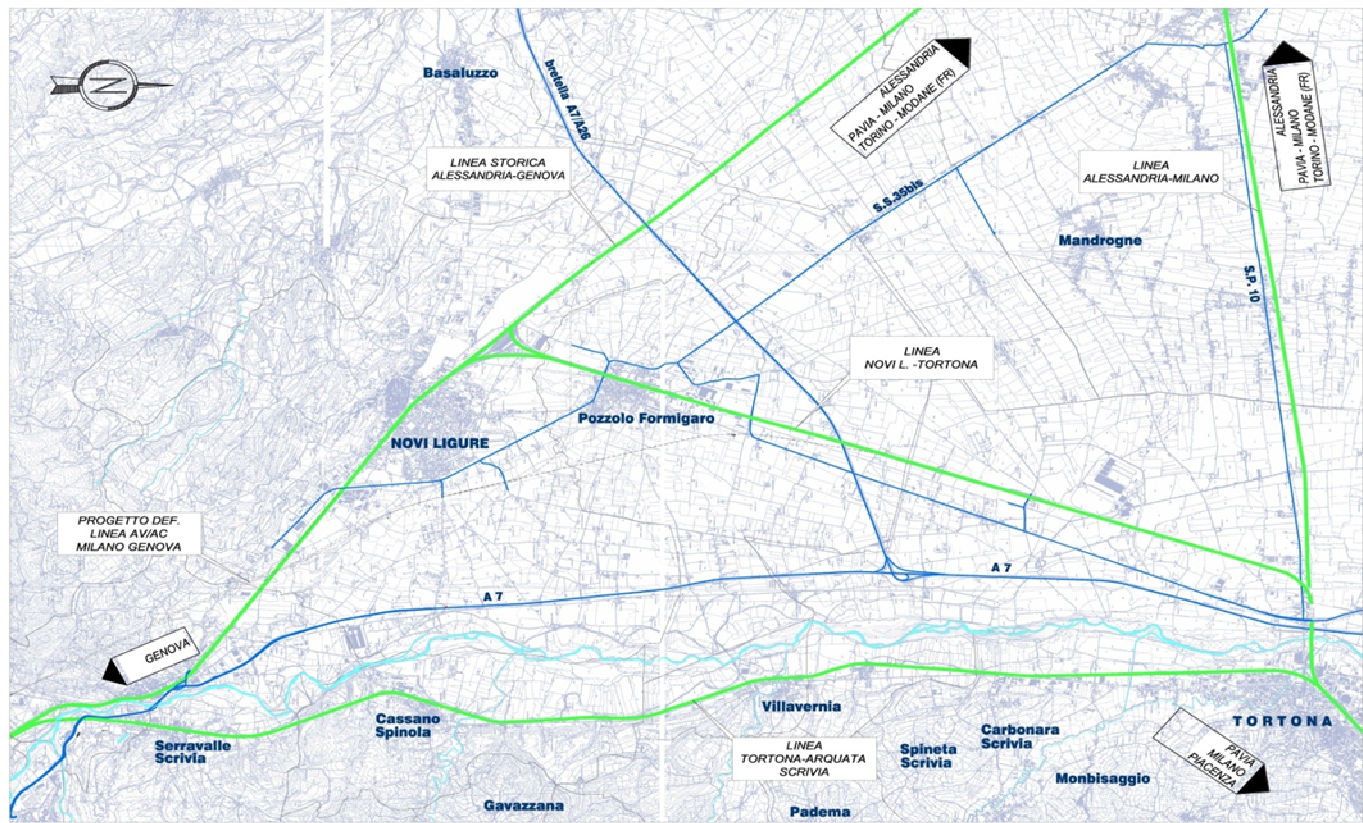 N
Basaluzzo
bretella A7/A26
ALESSANDRIA
PAVIA - MILANO
TORINO - MODANE (FR)
ALESSANDRIA
PAVIA - MILANO
TORINO - MODANE (FR)
LINEA STORICA
ALESSANDRIA-GENOVA
LINEA
ALESSANDRIA-MILANO
S.S.35bis
Mandrogne
S.P. 10
LINEA
NOVI L. -TORTONA
Pozzolo Formigaro
NOVI LIGURE
PROGETTO DEF.
LINEA AV/AC
MILANO GENOVA
A 7
A 7
GENOVA
Villavernia
Cassano
Spinola
Serravalle
Scrivia
TORTONA
Carbonara
Scrivia
Spineta
Scrivia
LINEA
TORTONA-ARQUATA
SCRIVIA
PAVIA
MILANO
PIACENZA
Monbisaggio
Gavazzana
Paderna